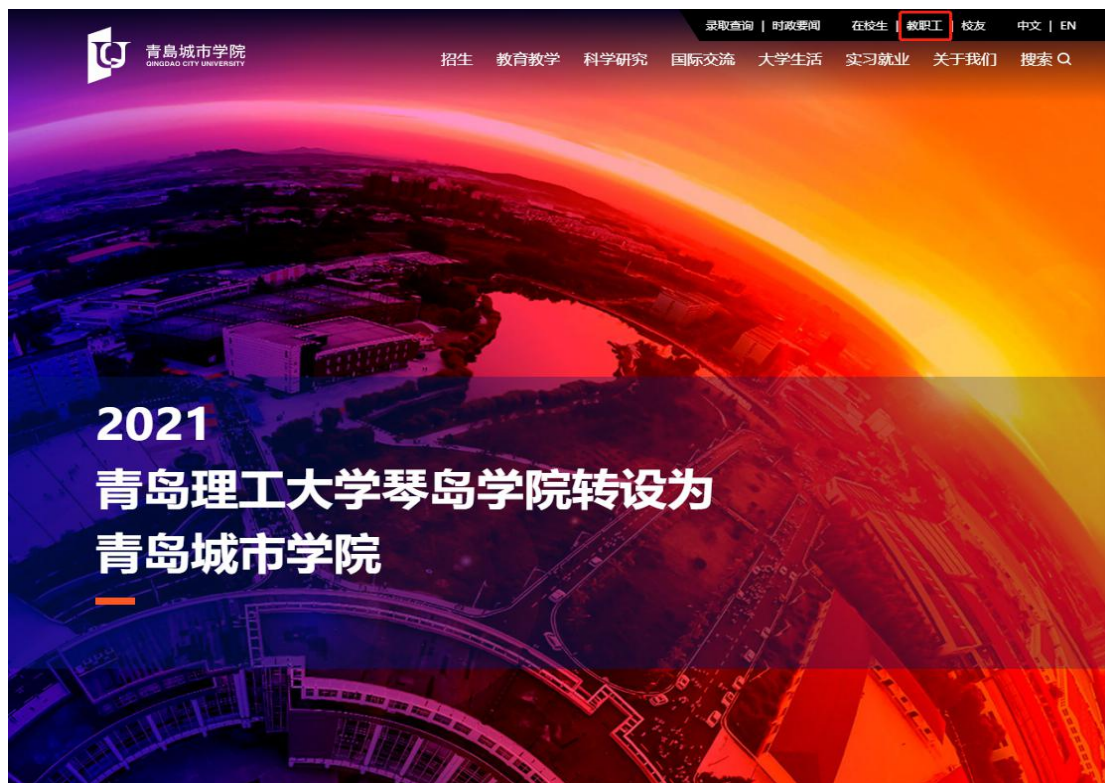 录取查询 | 时政要闻 在校生 | 教职工 | 校友 中文 | EN
青島城市学院
QINGDAO CITY UNIVERSITY
招生 教育教学 科学研究 国际交流 大学生活 实习就业 关于我们 搜索
2021
青岛理工大学琴岛学院转设为
青岛城市学院